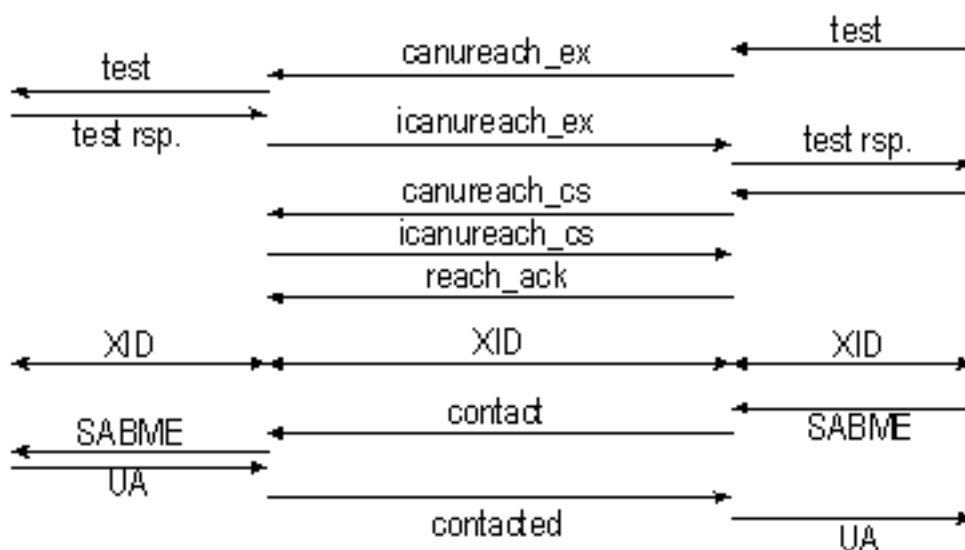 test
canureach_ex
test
test rsp.
icanureach_ex
test rsp.
canureach_cs
icanureach_cs
reach_ack
XID
XID
XID
contact
SABME
SABME
UA
contacted
UA